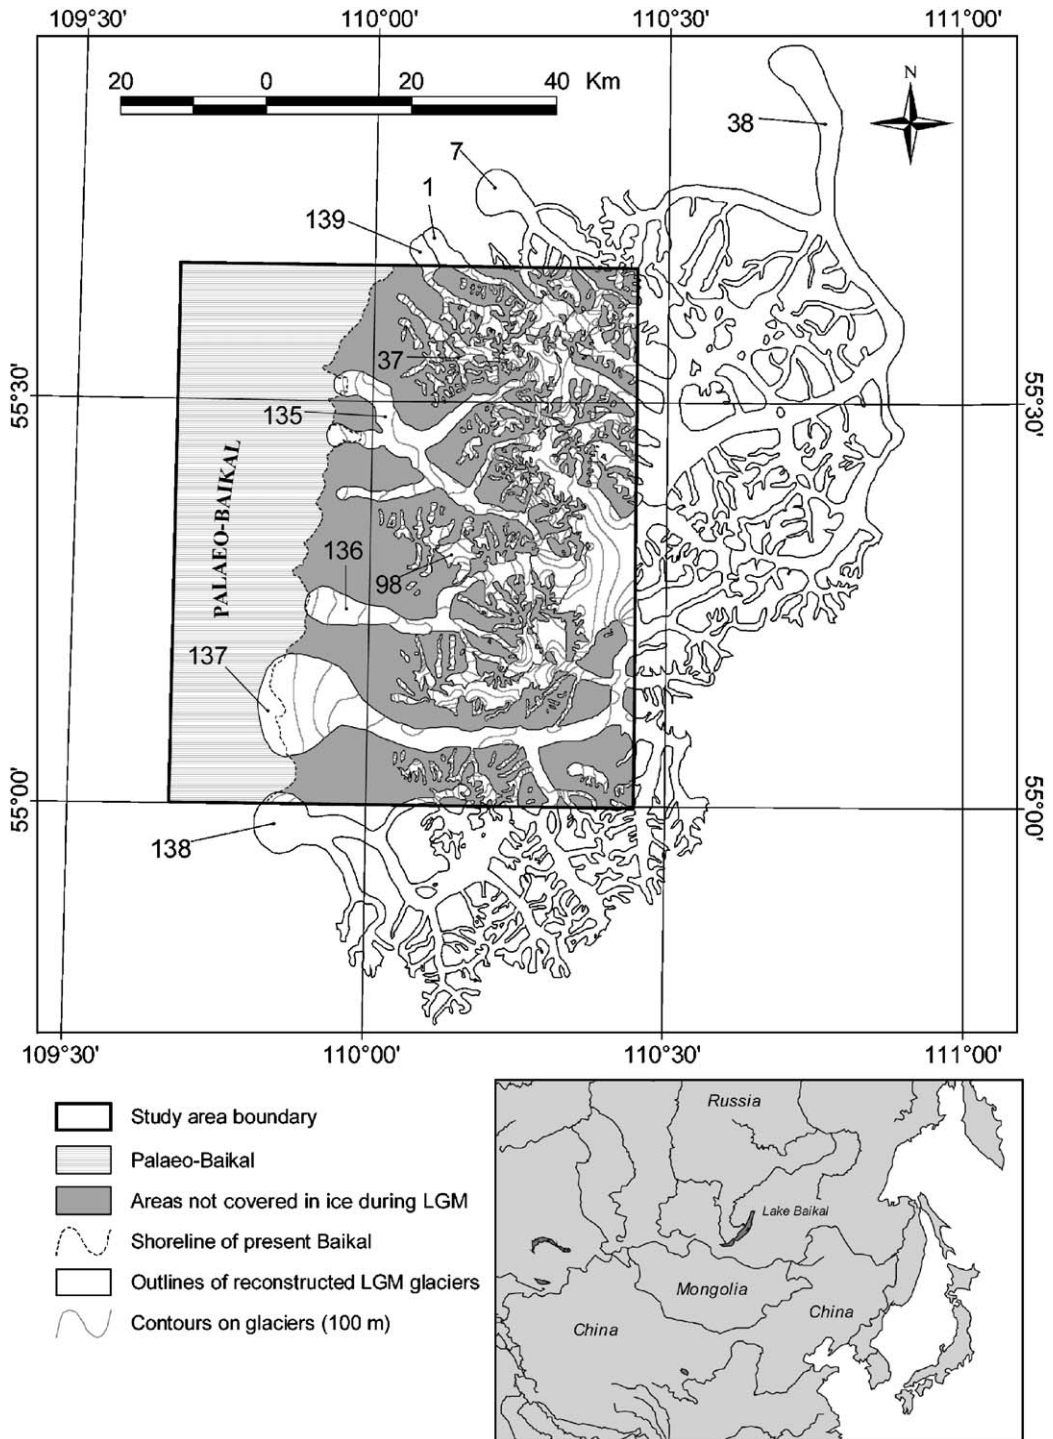 109°30' 110°00' 110°30' 111°00'
20 0 20 40 Km
N
38
7
1
139
37
55°30' 55°30'
135
PALAEO-BAIKAL
136
98
137
55°00' 55°00'
138
109°30' 110°00' 110°30' 111°00'
Study area boundary
Palaeo-Baikal
Areas not covered in ice during LGM
Shoreline of present Baikal
Outlines of reconstructed LGM glaciers
Contours on glaciers (100 m)
Russia
Lake Baikal
Mongolia
China
China